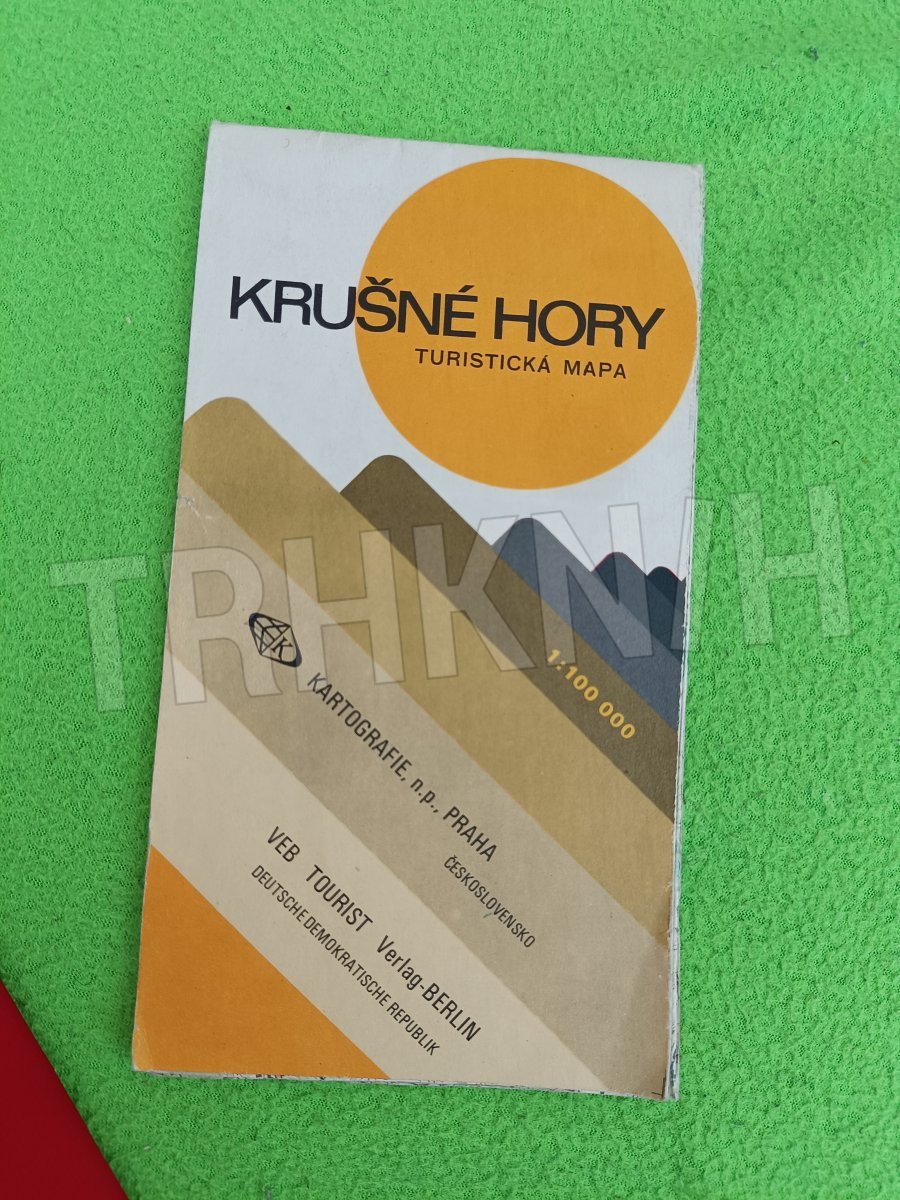 KRUŠNÉ HORY
TURISTICKÁ MAPA
1:100 000
K
KARTOGRAFIE, n.p., PRAHA
ČESKOSLOVENSKO
VEB TOURIST Verlag-BERLIN
DEUTSCHE DEMOKRATISCHE REPUBLIK
TRHKNIH